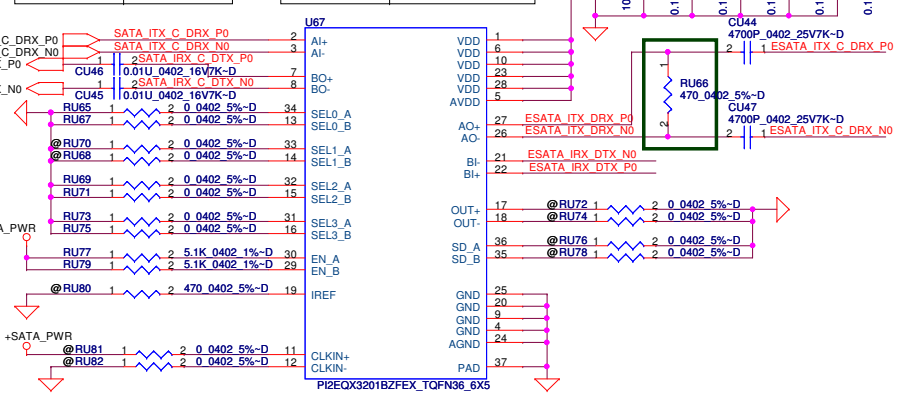 U67
10
0.1
0.1
0.1
0.1
CU44
4700P_0402_25V7K~D
2 1 ESATA_ITX_C_DRX_P0
C_DRX_P0 SATA_ITX_C_DRX_P0 2 AI+ VDD 1
C_DRX_N0 SATA_ITX_C_DRX_N0 3 AI- VDD 6
_P0 2 SATA_IRX_C_DTX_P0 VDD 10
CU46 0.01U_0402_16V7K~D 7 BO+ VDD 23
_N0 2 SATA_IRX_C_DTX_N0 8 BO- VDD 28
CU45 0.01U_0402_16V7K~D AVDD 5
1 RU66 2
470_0402_5%~D
CU47
4700P_0402_25V7K~D
2 1 ESATA_ITX_C_DRX_N0
RU65 1 2 0_0402_5%~D 34 SEL0_A
RU67 1 2 0_0402_5%~D 13 SEL0_B
AO+ 27 ESATA_ITX_DRX_P0
AO- 26 ESATA_ITX_DRX_N0
@RU70 1 2 0_0402_5%~D 33 SEL1_A
@RU68 1 2 0_0402_5%~D 14 SEL1_B
BI- 21 ESATA_IRX_DTX_N0
BI+ 22 ESATA_IRX_DTX_P0
RU69 1 2 0_0402_5%~D 32 SEL2_A
RU71 1 2 0_0402_5%~D 15 SEL2_B
OUT+ 17 @RU72 1 2 0_0402_5%~D
OUT- 18 @RU74 1 2 0_0402_5%~D
RU73 1 2 0_0402_5%~D 31 SEL3_A
RU75 1 2 0_0402_5%~D 16 SEL3_B
A_PWR
SD_A 36 @RU76 1 2 0_0402_5%~D
SD_B 35 @RU78 1 2 0_0402_5%~D
RU77 1 2 5.1K_0402_1%~D 30 EN_A
RU79 1 2 5.1K_0402_1%~D 29 EN_B
@RU80 1 2 470_0402_5%~D 19 IREF
GND 25
GND 20
GND 9
GND 4
AGND 24
+SATA_PWR
@RU81 1 2 0_0402_5%~D 11 CLKIN+
@RU82 1 2 0_0402_5%~D 12 CLKIN-
PAD 37
PI2EQX3201BZFEX_TQFN36_6X5